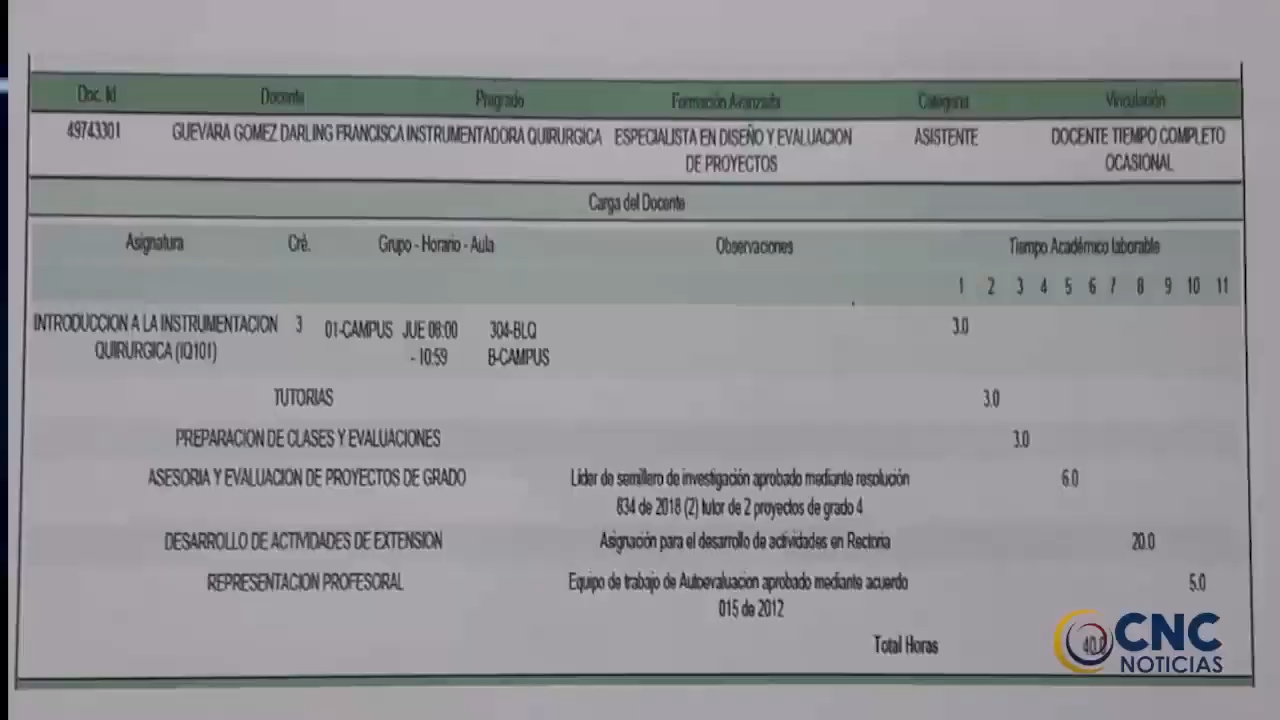 Doc. Id Docente Pregrado Formación Avanzada Categoria Vinculación
49743301 GUEVARA GOMEZ DARLING FRANCISCA INSTRUMENTADORA QUIRURGICA ESPECIALISTA EN DISEÑO Y EVALUACION ASISTENTE DOCENTE TIEMPO COMPLETO
DE PROYECTOS OCASIONAL
Carga del Docente
Asignatura Cré. Grupo - Horario - Aula Observaciones Tiempo Académico laborable
1 2 3 4 5 6 7 8 9 10 11
INTRODUCCION A LA INSTRUMENTACION 3 01-CAMPUS JUE 08:00 304-BLQ 3.0
QUIRURGICA (IQ101) - 10:59 B-CAMPUS
TUTORIAS 3.0
PREPARACION DE CLASES Y EVALUACIONES 3.0
ASESORIA Y EVALUACION DE PROYECTOS DE GRADO Lider de semillero de investigación aprobado mediante resolución 6.0
634 de 2018 (2) tutor de 2 proyectos de grado 4
DESARROLLO DE ACTIVIDADES DE EXTENSION Asignación para el desarrollo de actividades en Rectoria 20.0
REPRESENTACION PROFESORAL Equipo de trabajo de Autoevaluacion aprobado mediante acuerdo 5.0
015 de 2012
Total Horas 40.0
CNC
NOTICIAS